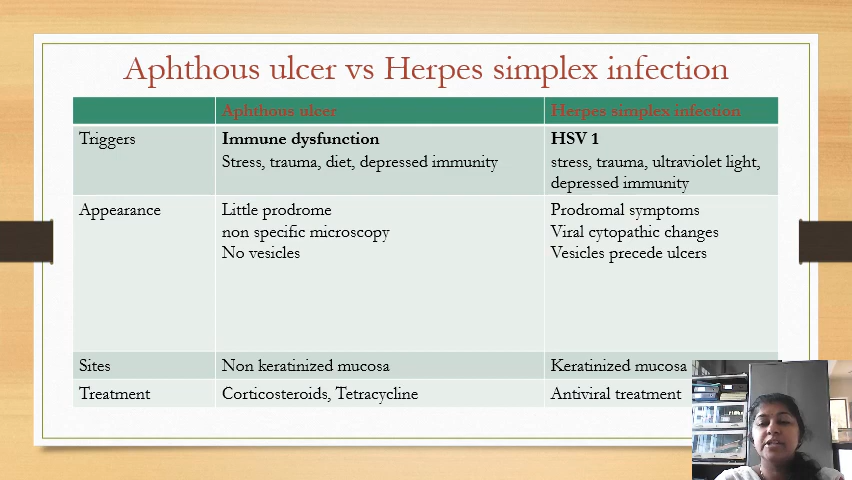 Aphthous ulcer vs Herpes simplex infection
Aphthous ulcer
Herpes simplex infection
Triggers
Immune dysfunction
Stress, trauma, diet, depressed immunity
HSV 1
stress, trauma, ultraviolet light,
depressed immunity
Appearance
Little prodrome
non specific microscopy
No vesicles
Prodromal symptoms
Viral cytopathic changes
Vesicles precede ulcers
Sites
Non keratinized mucosa
Keratinized mucosa
Treatment
Corticosteroids, Tetracycline
Antiviral treatment